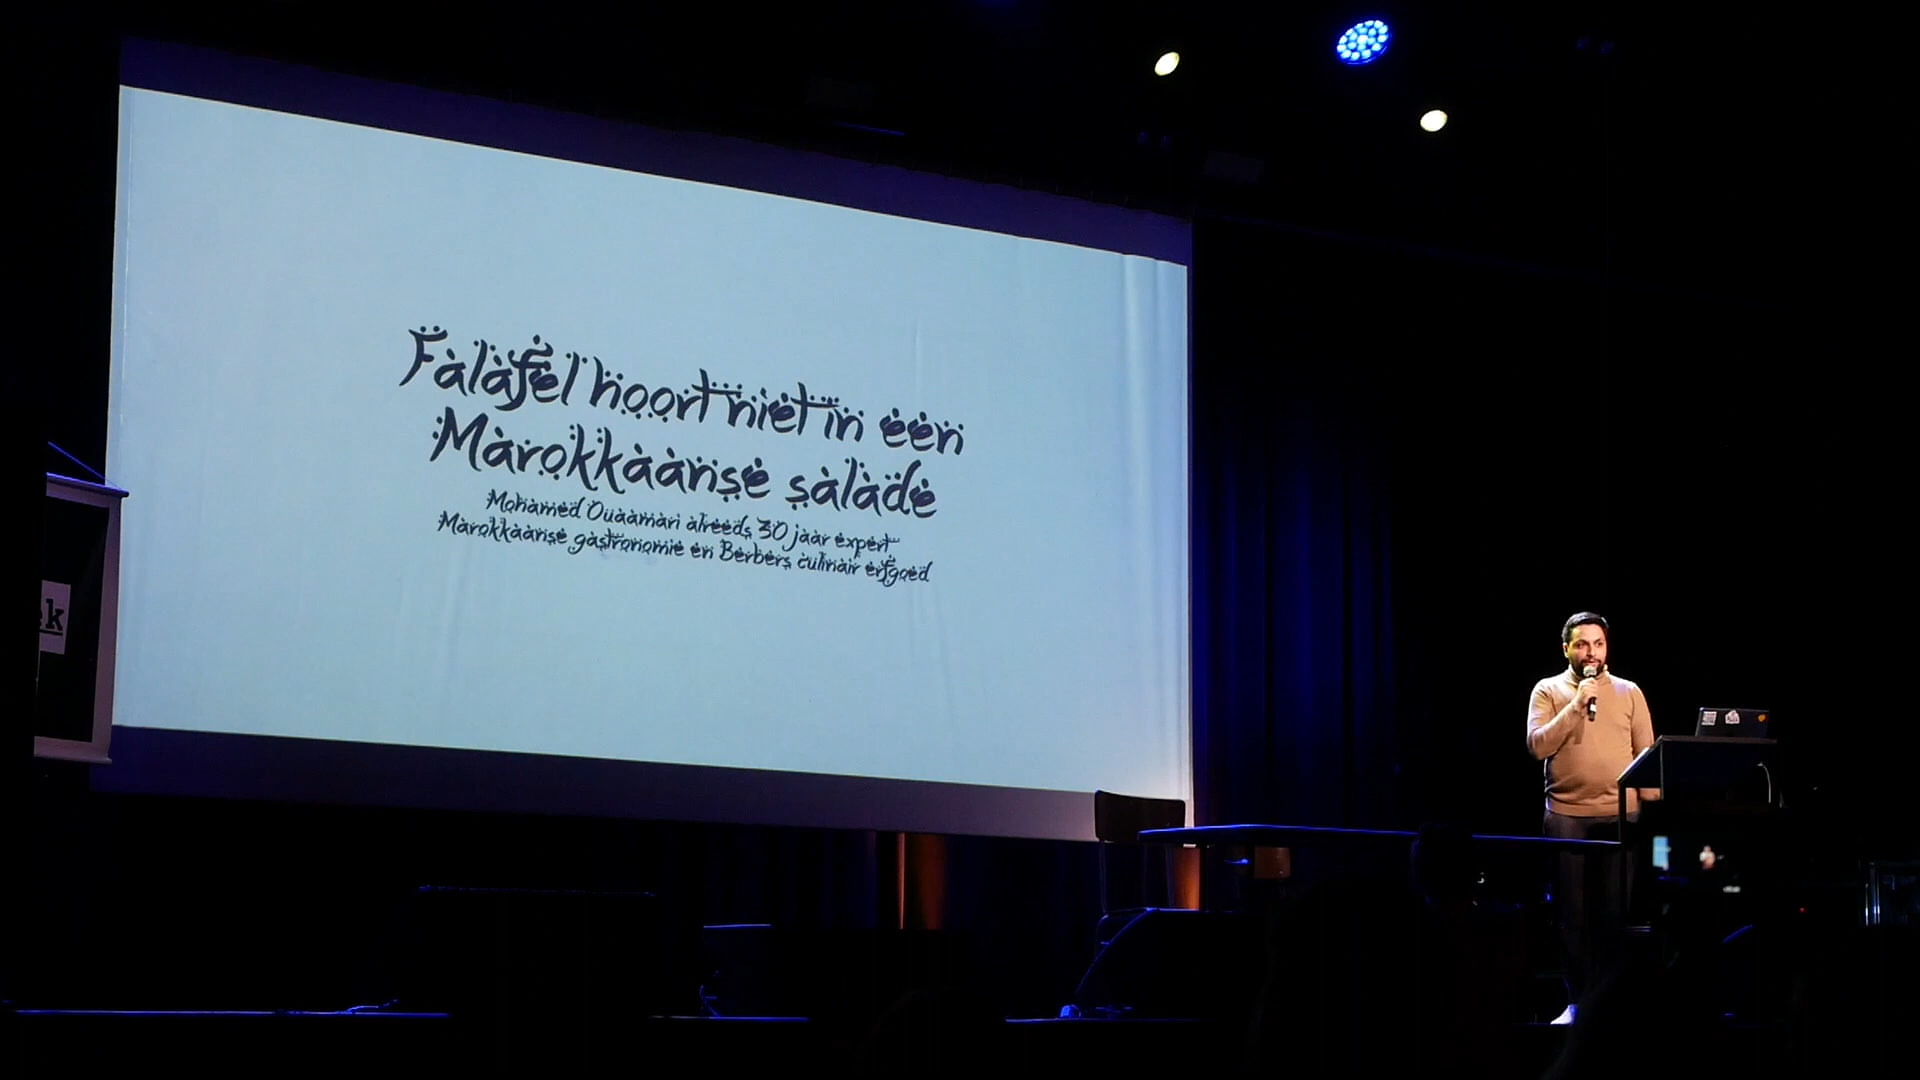 Falafel hoort niet in een
Marokkaanse salade
Mohamed Ouaamari alreeds 30 jaar expert
Marokkaanse gastronomie en Berbers culinair erfgoed